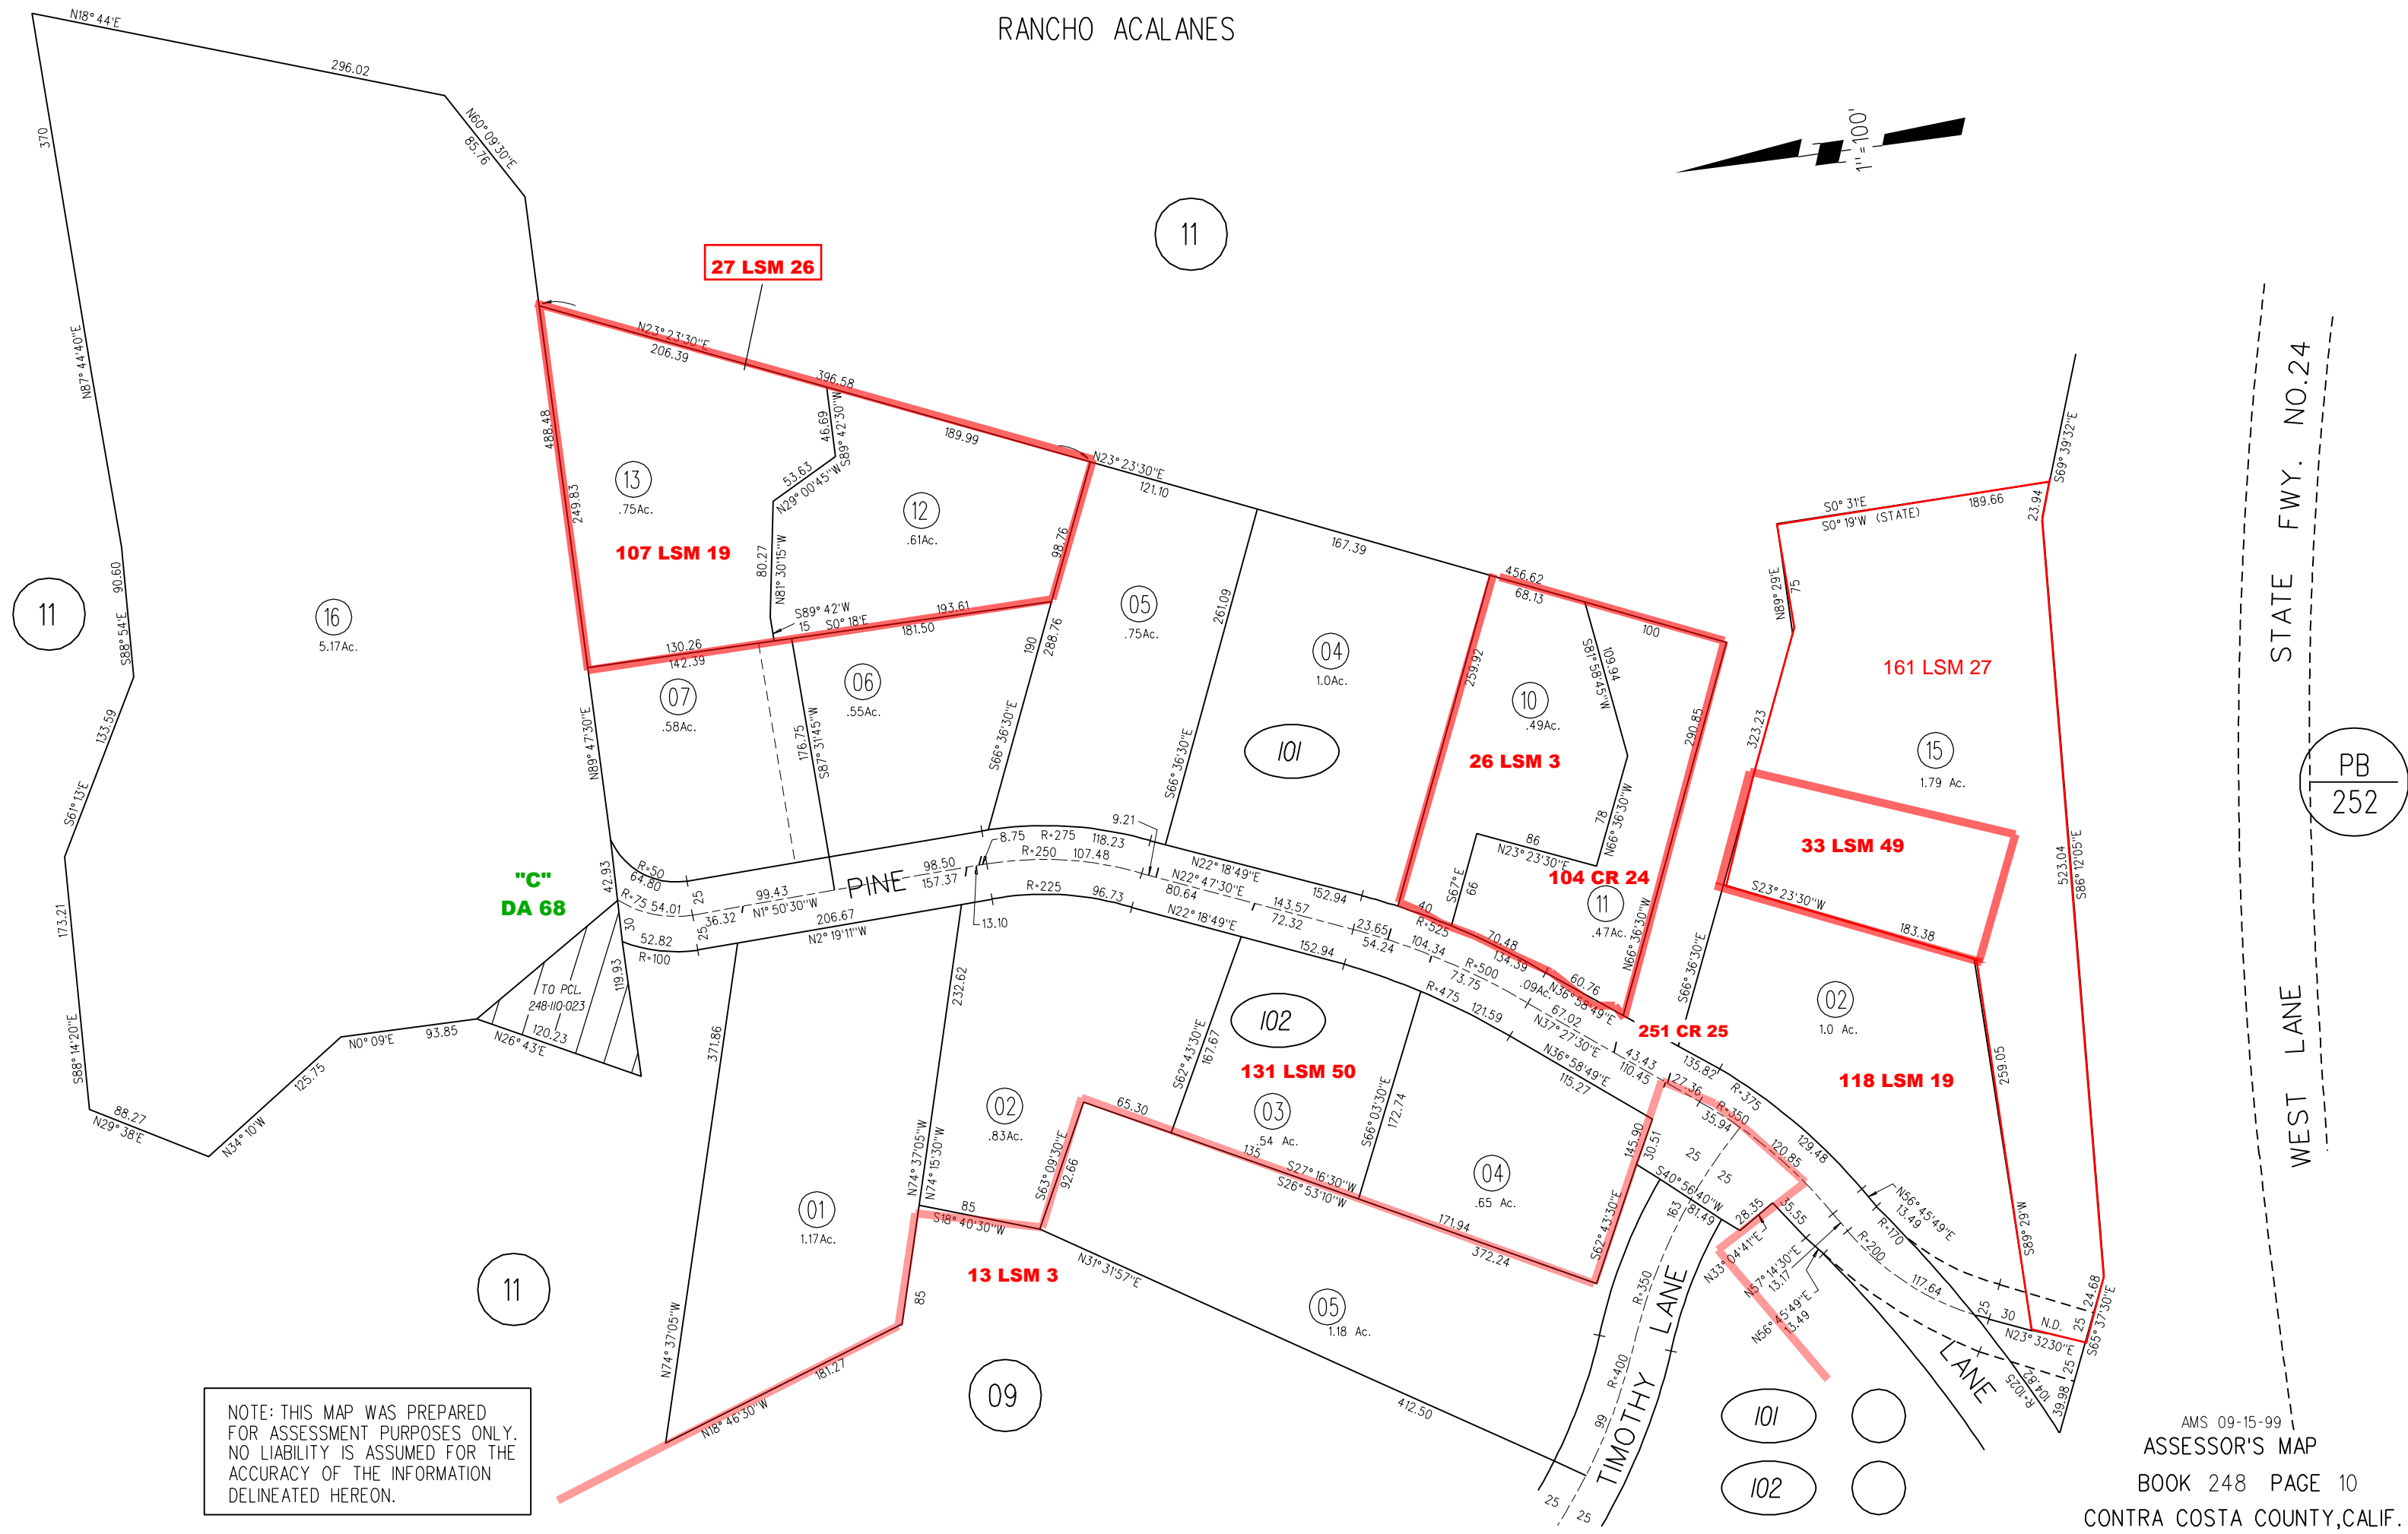 RANCHO ACALANES
N18° 44'E
296.02
370
N60° 09'30"E
85.76
1"=100'
11
27 LSM 26
N23° 23'30"E
206.39
396.58
N87° 44'40"E
488.48
46.69
S89° 42'30"W
189.99
N23° 23'30"E
121.10
53.63
N29° 00'45"W
13
.75Ac.
249.83
12
.61Ac.
107 LSM 19
80.27
N81° 30'15"W
98.76
167.39
456.62
68.13
100
S0° 31'E
S0° 19'W (STATE)
189.66
23.94
S69° 39'32"E
STATE FWY. NO.24
N89° 29'E
75
90.60
S88° 54'E
11
16
5.17Ac.
S89° 42'W
15
S0° 18'E
193.61
181.50
130.26
142.39
05
.75Ac.
190
288.76
261.09
04
1.0Ac.
259.92
109.94
S81° 58'45"W
161 LSM 27
07
.58Ac.
06
.55Ac.
10
.49Ac.
290.85
323.23
133.59
N89° 47'30"E
176.75
S87° 31'45"W
S66° 36'30"E
S66° 36'30"E
101
26 LSM 3
15
1.79 Ac.
PB
252
S61° 13'E
78
N66° 36'30"W
9.21
8.75
R=275
118.23
R=250
107.48
86
N23° 23'30"E
33 LSM 49
R=50
64.80
42.93
"C"
DA 68
R=75
54.01
25
36.32
99.43
N1° 50'30"W
PINE
98.50
157.37
R=225
96.73
N22° 18'49"E
N22° 47'30"E
80.64
152.94
S67° E
66
104 CR 24
11
.47Ac.
S23° 23'30"W
183.38
523.04
S86° 12'05"E
173.21
30
52.82
R=100
25
206.67
N2° 19'11"W
13.10
N22° 18'49"E
143.57
72.32
23.65
54.24
40
R=525
70.48
134.39
60.76
N66° 36'30"W
S66° 36'30"E
152.94
104.34
R=500
73.75
.09Ac.
N36° 58'49"E
119.93
TO PCL.
248-110-023
120.23
N26° 43'E
232.62
R=475
121.59
67.02
N37° 27'30"E
02
1.0 Ac.
102
251 CR 25
S88° 14'20"E
N0° 09'E
93.85
371.86
S62° 43'30"E
167.67
N36° 58'49"E
115.27
43.43
110.45
135.82
R=375
131 LSM 50
118 LSM 19
259.05
WEST LANE
125.75
88.27
N29° 38'E
N34° 10'W
02
.83Ac.
65.30
03
.54 Ac.
S66° 03'30"E
172.74
27.36
R=350
35.94
129.48
120.85
N74° 37'05"W
N74° 15'30"W
S63° 09'30"E
92.66
135
S27° 16'30"W
S26° 53'10"W
04
.65 Ac.
145.90
30.51
25
25
S40° 56'40"W
163
81.49
28.35
35.55
N56° 45'49"E
13.49
R=170
01
1.17Ac.
85
S18° 40'30"W
171.94
372.24
S62° 43'30"E
N33° 04'41"E
N57° 14'30"E
13.17
R=200
117.64
S89° 29'W
11
13 LSM 3
N31° 31'57"E
85
05
1.18 Ac.
R=350
N56° 45'49"E
13.49
25
30
N.D.
N23° 3230"E
25
24.68
S65° 37'30"E
N74° 37'05"W
181.27
N18° 46'30"W
09
412.50
R=400
99
TIMOTHY LANE
25
25
LANE
R=1025
104.82
39.98
25
NOTE: THIS MAP WAS PREPARED
FOR ASSESSMENT PURPOSES ONLY.
NO LIABILITY IS ASSUMED FOR THE
ACCURACY OF THE INFORMATION
DELINEATED HEREON.
101
102
AMS 09-15-99
ASSESSOR'S MAP
BOOK 248 PAGE 10
CONTRA COSTA COUNTY,CALIF.